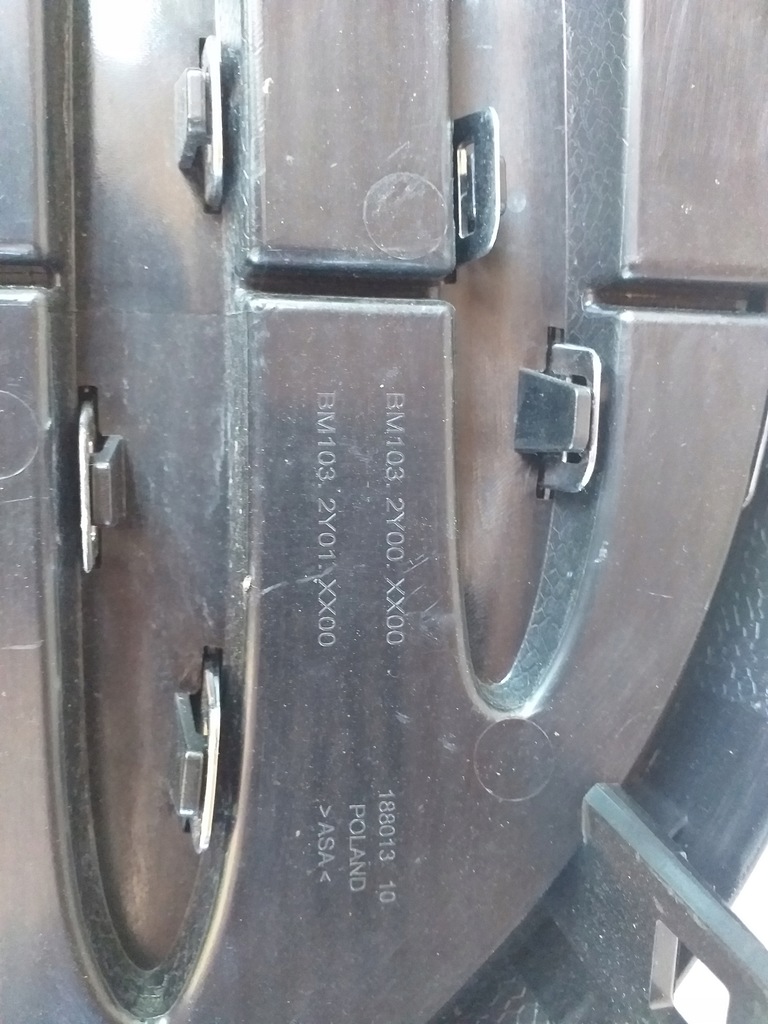 BM103.2Y00.XX00
BM103.2Y01.XX00
188013 10
POLAND
>ASA<